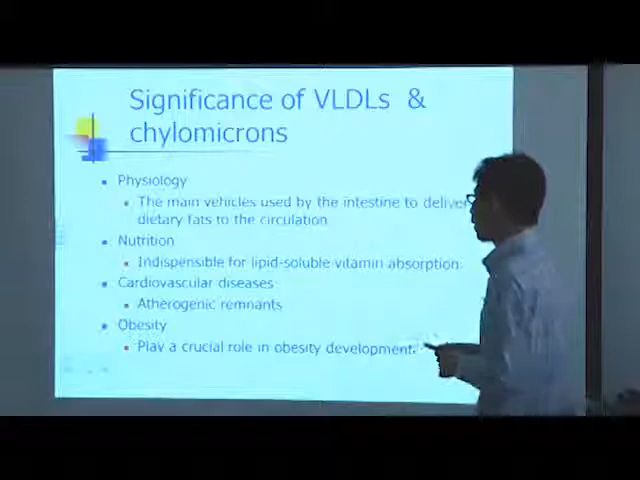 Significance of VLDLs &
chylomicrons
Physiology
The main vehicles used by the intestine to deliver
dietary fats to the circulation
Nutrition
Indispensible for lipid-soluble vitamin absorption.
Cardiovascular diseases
Atherogenic remnants
Obesity
Play a crucial role in obesity development.